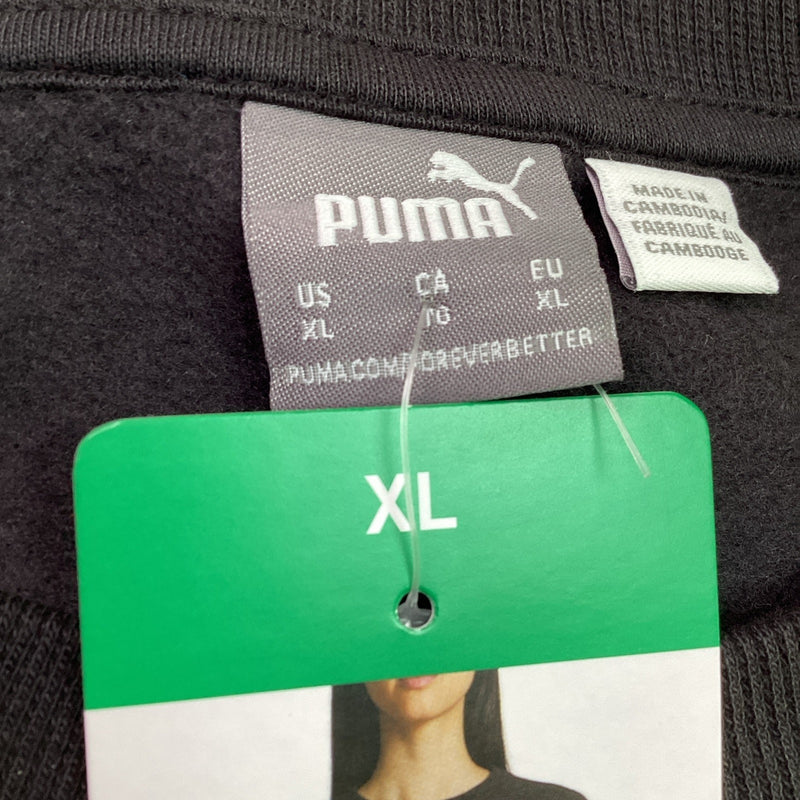 PUMA
US CA EU
XL TG XL
PUMA.COM/FOREVERBETTER
MADE IN
CAMBODIA/
FABRIQUÉ AU
CAMBODGE
XL